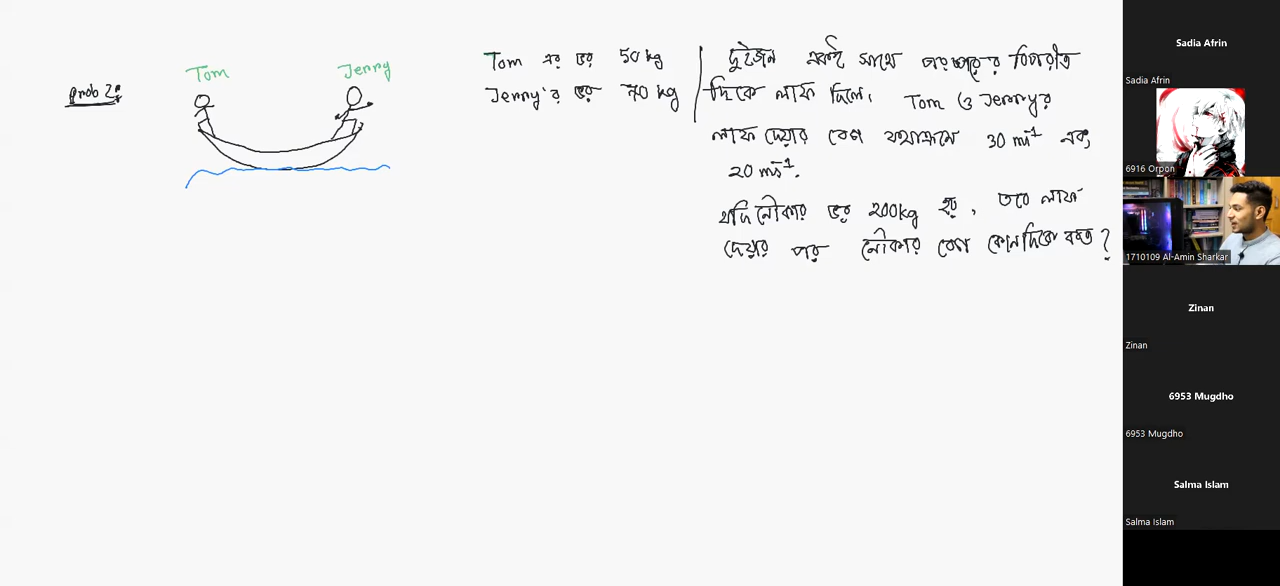 Prob 2:
Tom
Jenny
Tom এর ভর 50 kg
Jenny'র ভর 70 kg
দুইজন একই সাথে পরস্পরের বিপরীত
দিকে লাফ দিলো। Tom ও Jenny'র
লাফ দেয়ার বেগ যথাক্রমে 30 ms⁻¹ এবং
20 ms⁻¹.
যদি নৌকার ভর 200kg হয়, তবে লাফ
দেয়ার পর নৌকার বেগ কোনদিকে কত?
Sadia Afrin
Sadia Afrin
6916 Orpon
1710109 Al-Amin Sharkar
Zinan
Zinan
6953 Mugdho
6953 Mugdho
Salma Islam
Salma Islam